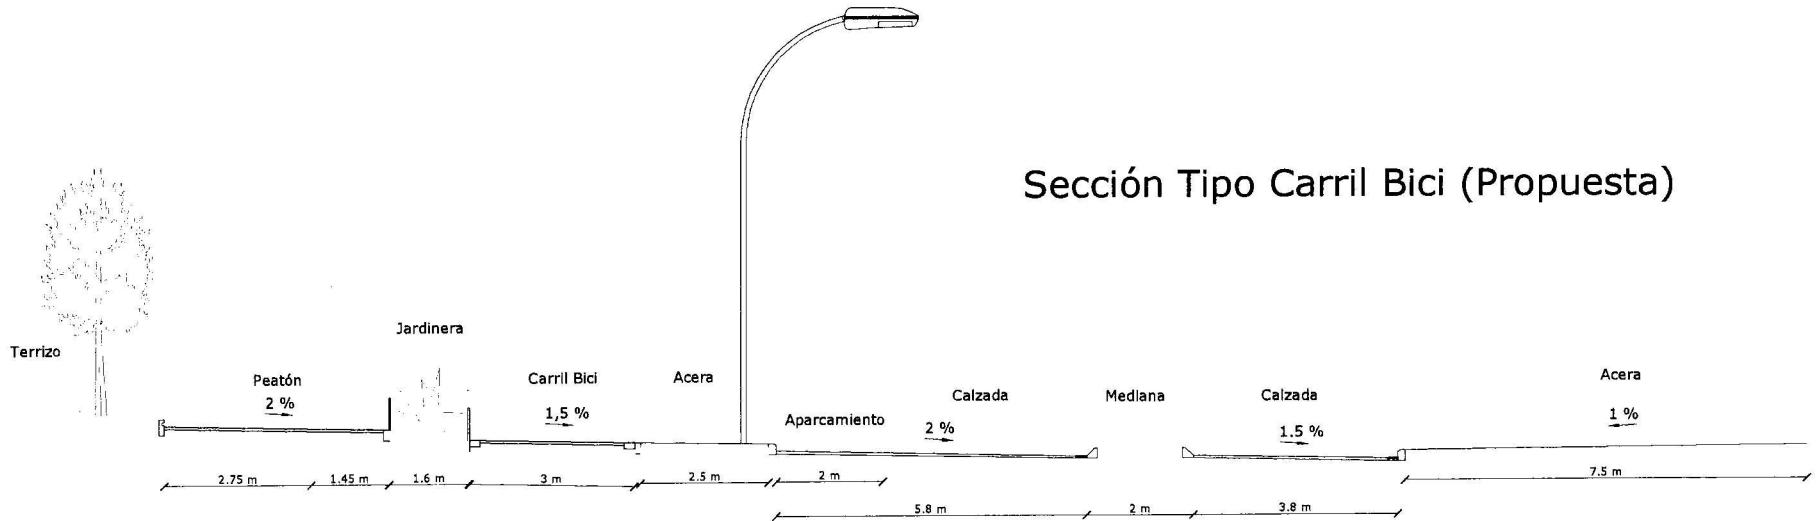 Sección Tipo Carril Bici (Propuesta)
Terrizo
Peatón
2 %
Jardinera
Carril Bici
1,5 %
Acera
Aparcamiento
Calzada
2 %
Mediana
Calzada
1.5 %
Acera
1 %
2.75 m
1.45 m
1.6 m
3 m
2.5 m
2 m
7.5 m
5.8 m
2 m
3.8 m